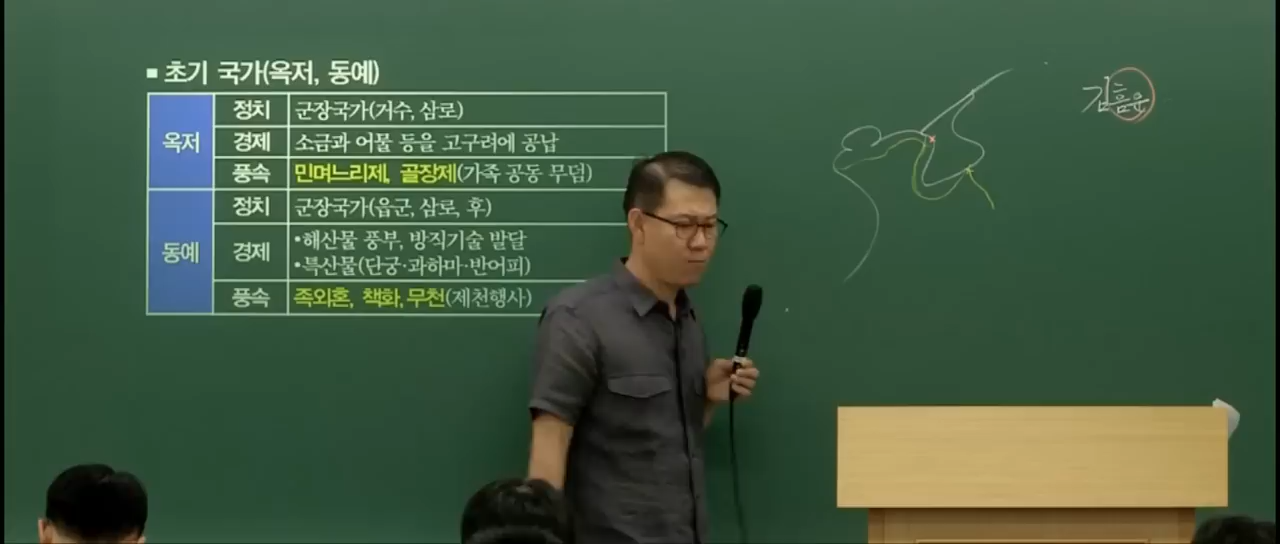 ▪ 초기 국가(옥저, 동예)
옥저
정치 군장국가(거수, 삼로)
경제 소금과 어물 등을 고구려에 공납
풍속 민며느리제, 골장제(가족 공동 무덤)
동예
정치 군장국가(읍군, 삼로, 후)
경제 •해산물 풍부, 방직기술 발달
•특산물(단궁·과하마·반어피)
풍속 족외혼, 책화, 무천(제천행사)
김흠운